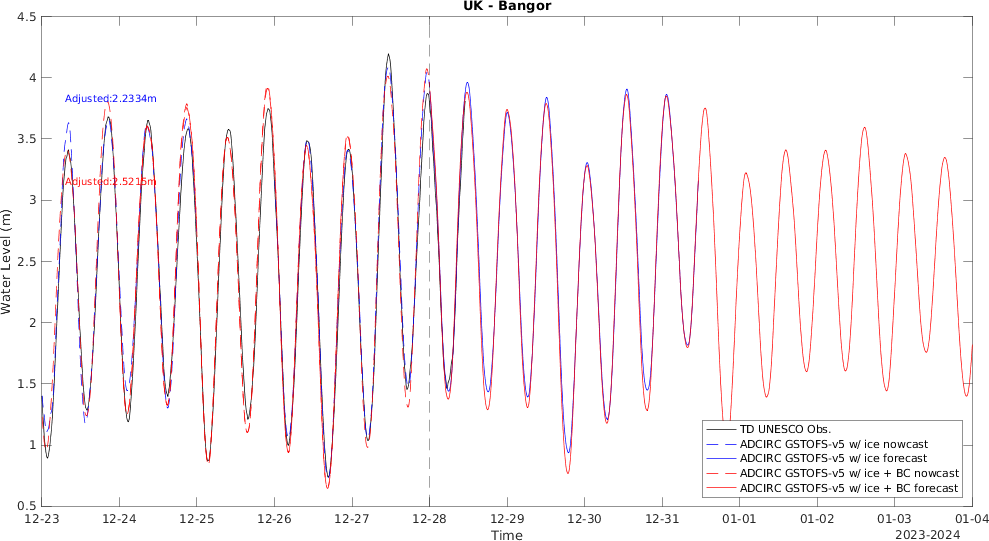 UK - Bangor
4.5
4
3.5
3
2.5
2
1.5
1
0.5
Water Level (m)
Adjusted:2.2334m
Adjusted:2.5215m
TD UNESCO Obs.
ADCIRC GSTOFS-v5 w/ ice nowcast
ADCIRC GSTOFS-v5 w/ ice forecast
ADCIRC GSTOFS-v5 w/ ice + BC nowcast
ADCIRC GSTOFS-v5 w/ ice + BC forecast
12-23 12-24 12-25 12-26 12-27 12-28 12-29 12-30 12-31 01-01 01-02 01-03 01-04
Time
2023-2024